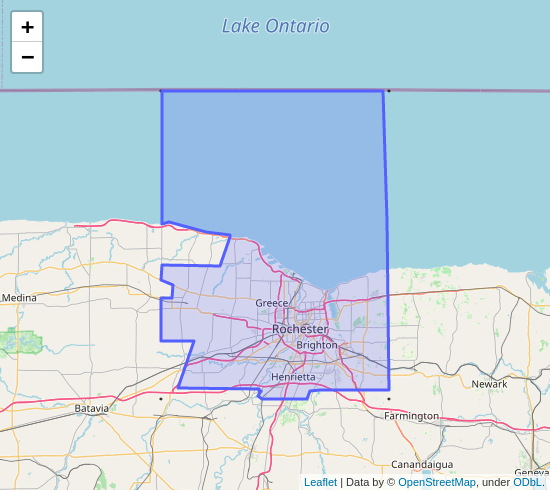 +
Lake Ontario
−
Medina
Greece
Rochester
Brighton
Henrietta
Newark
Batavia
Farmington
Canandaigua
Geneva
Leaflet | Data by © OpenStreetMap, under ODbL.